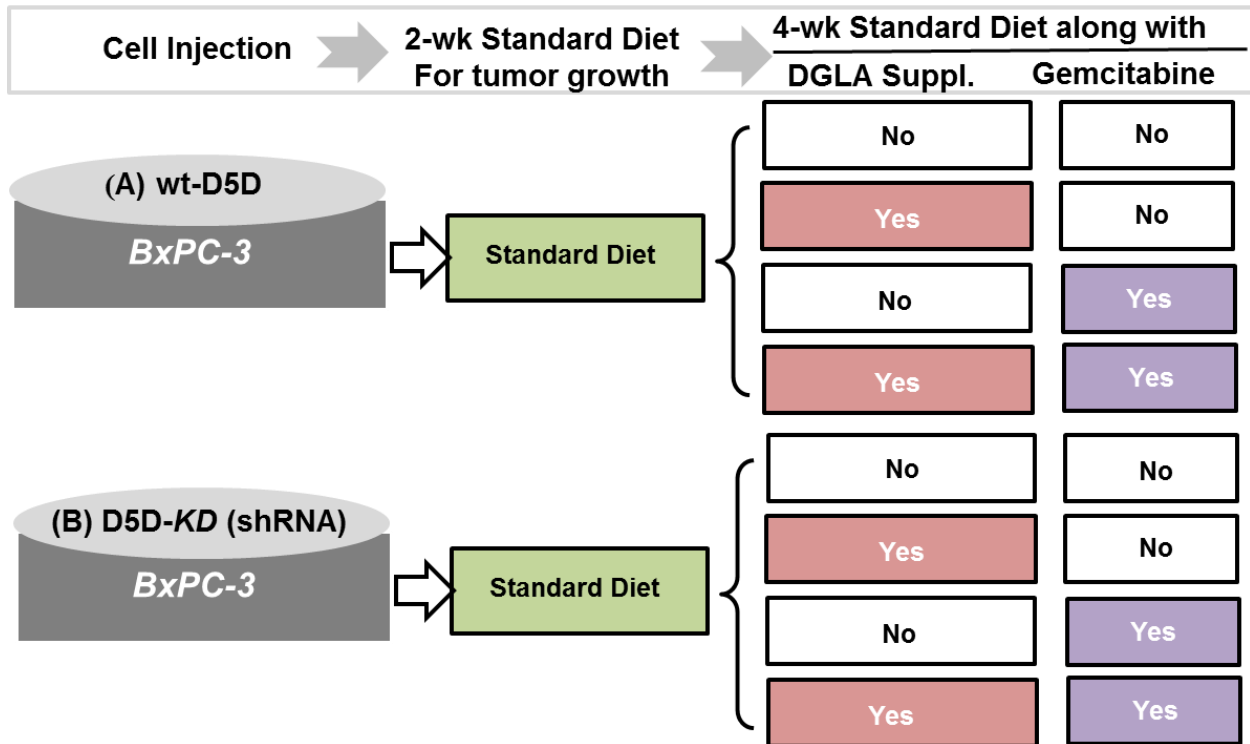 Cell Injection
2-wk Standard Diet
For tumor growth
4-wk Standard Diet along with
DGLA Suppl.
Gemcitabine
(A) wt-D5D
BxPC-3
Standard Diet
No
No
Yes
No
No
Yes
Yes
Yes
(B) D5D-KD (shRNA)
BxPC-3
Standard Diet
No
No
Yes
No
No
Yes
Yes
Yes